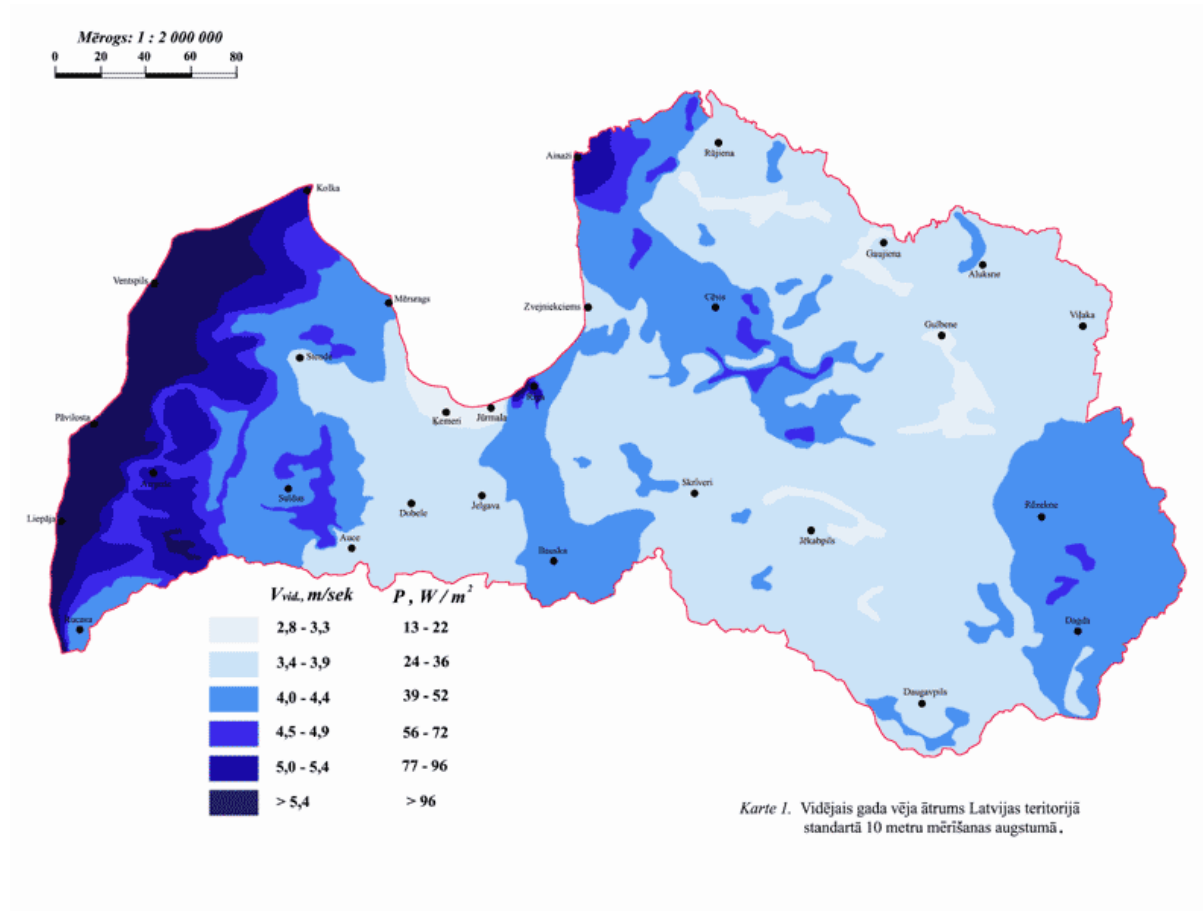 Mērogs: 1 : 2 000 000
0 20 40 60 80
Ainaži
Rūjiena
Kolka
Gaujiena
Alūksne
Ventspils
Mērsrags
Zvejniekciems
Cēsis
Gulbene
Viļaka
Stende
Rīga
Pāvilosta
Ķemeri
Jūrmala
Saldus
Skrīveri
Dobele
Jelgava
Rēzekne
Liepāja
Jēkabpils
Auce
Bauska
Rucava
Dagda
Daugavpils
Vvid., m/sek P , W / m²
2,8 - 3,3 13 - 22
3,4 - 3,9 24 - 36
4,0 - 4,4 39 - 52
4,5 - 4,9 56 - 72
5,0 - 5,4 77 - 96
> 5,4 > 96
Karte 1. Vidējais gada vēja ātrums Latvijas teritorijā
standartā 10 metru mērīšanas augstumā .